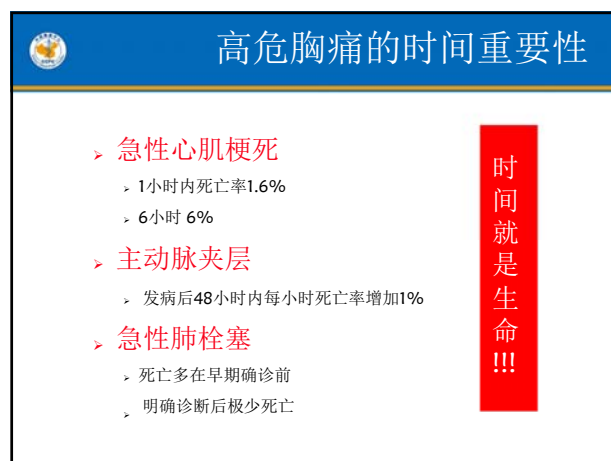 高危胸痛的时间重要性
急性心肌梗死
1小时内死亡率1.6%
6小时 6%
主动脉夹层
发病后48小时内每小时死亡率增加1%
急性肺栓塞
死亡多在早期确诊前
明确诊断后极少死亡
时间就是生命!!!